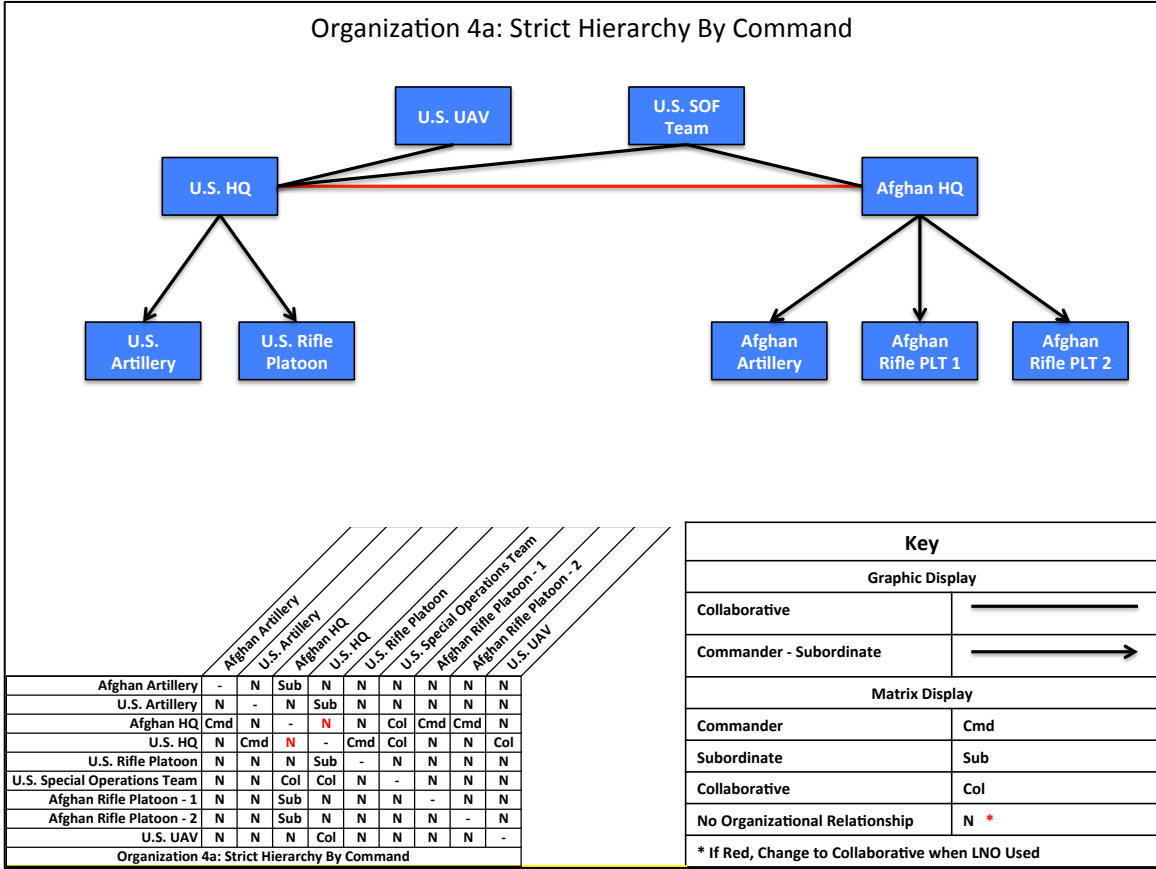 Organization 4a: Strict Hierarchy By Command
U.S. UAV
U.S. SOF
Team
U.S. HQ
Afghan HQ
U.S.
Artillery
U.S. Rifle
Platoon
Afghan
Artillery
Afghan
Rifle PLT 1
Afghan
Rifle PLT 2
Afghan Artillery
U.S. Artillery
Afghan HQ
U.S. HQ
U.S. Rifle Platoon
U.S. Special Operations Team
Afghan Rifle Platoon - 1
Afghan Rifle Platoon - 2
U.S. UAV
Afghan Artillery - N Sub N N N N N N
U.S. Artillery N - N Sub N N N N N
Afghan HQ Cmd N - N N Col Cmd Cmd N
U.S. HQ N Cmd N - Cmd Col N N Col
U.S. Rifle Platoon N N N Sub - N N N N
U.S. Special Operations Team N N Col Col N - N N N
Afghan Rifle Platoon - 1 N N Sub N N N - N N
Afghan Rifle Platoon - 2 N N Sub N N N N - N
U.S. UAV N N N Col N N N N -
Organization 4a: Strict Hierarchy By Command
Key
Graphic Display
Collaborative
Commander - Subordinate
Matrix Display
Commander Cmd
Subordinate Sub
Collaborative Col
No Organizational Relationship N *
* If Red, Change to Collaborative when LNO Used